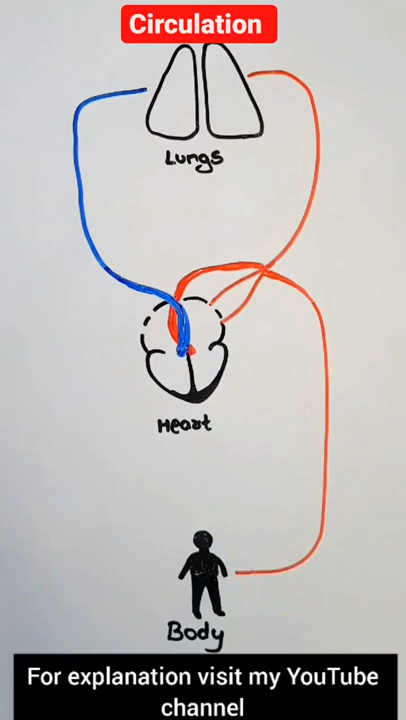 Circulation
Lungs
Heart
Body
For explanation visit my YouTube
channel